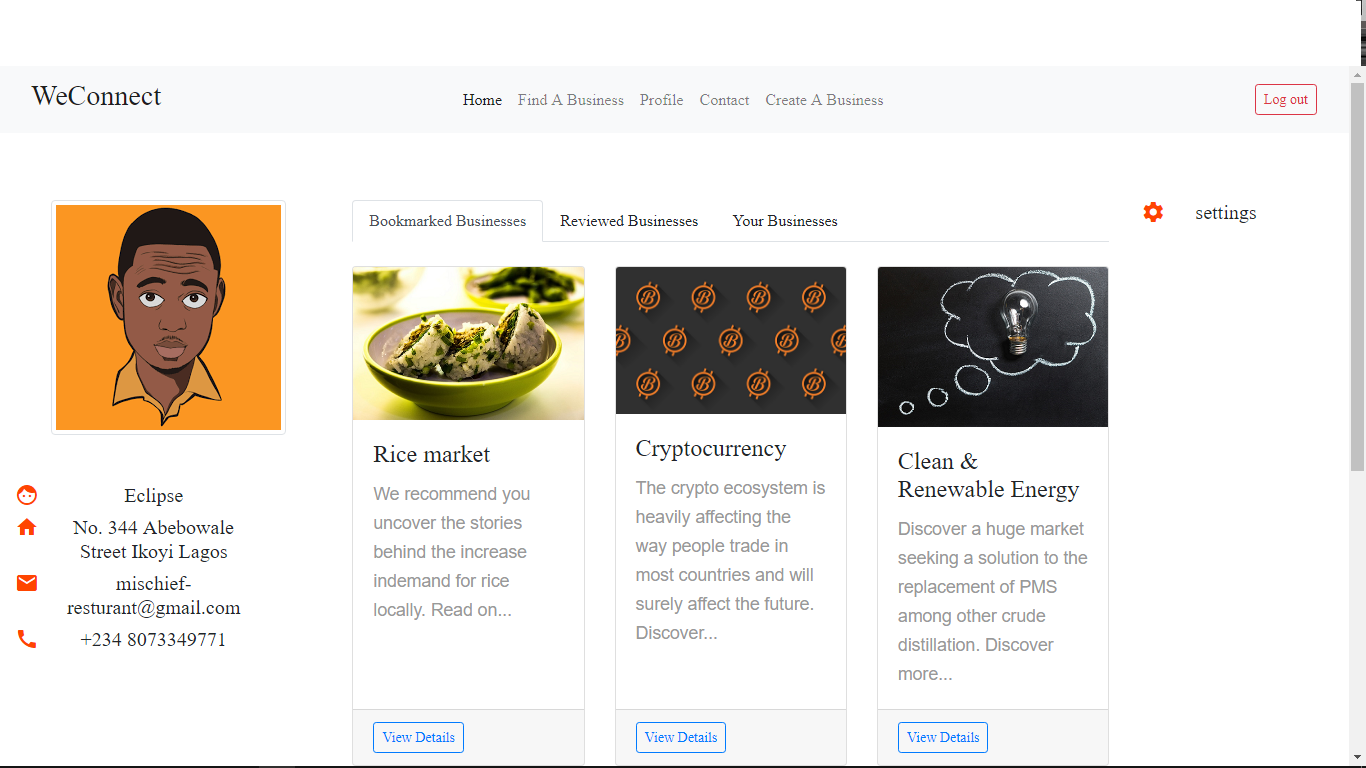 WeConnect
Home Find A Business Profile Contact Create A Business
Log out
Eclipse
No. 344 Abebowale
Street Ikoyi Lagos
mischief-
resturant@gmail.com
+234 8073349771
Bookmarked Businesses Reviewed Businesses Your Businesses
Rice market
We recommend you
uncover the stories
behind the increase
indemand for rice
locally. Read on...
View Details
Cryptocurrency
The crypto ecosystem is
heavily affecting the
way people trade in
most countries and will
surely affect the future.
Discover...
View Details
Clean &
Renewable Energy
Discover a huge market
seeking a solution to the
replacement of PMS
among other crude
distillation. Discover
more...
View Details
settings